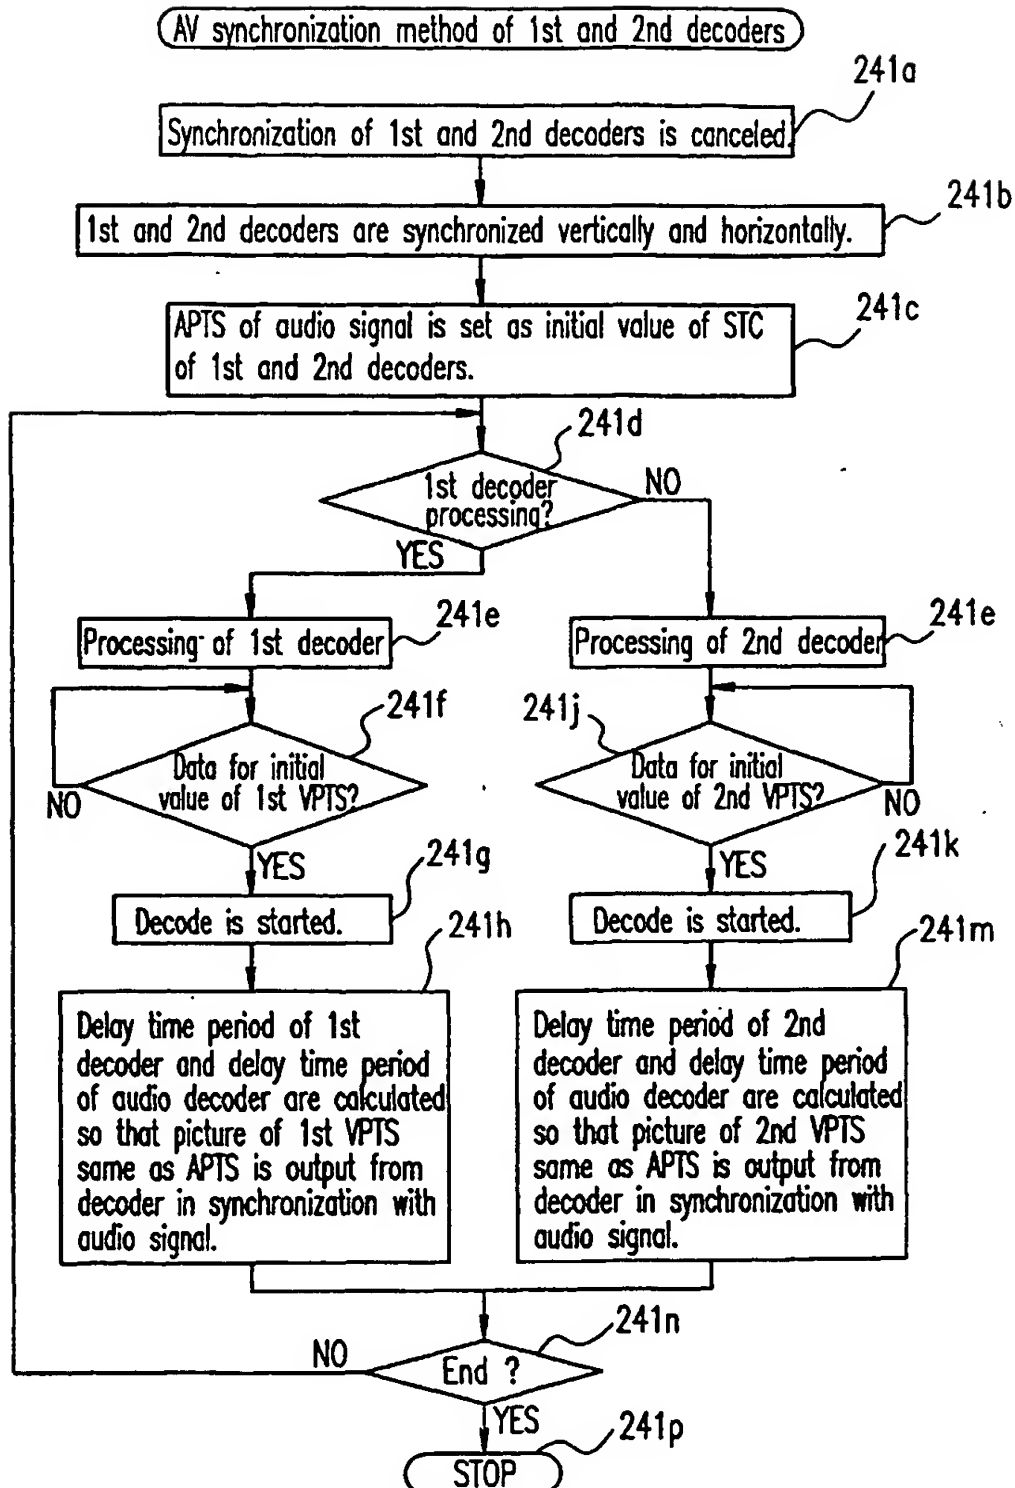 AV synchronization method of 1st and 2nd decoders
241a
Synchronization of 1st and 2nd decoders is canceled.
241b
1st and 2nd decoders are synchronized vertically and horizontally.
241c
APTS of audio signal is set as initial value of STC
of 1st and 2nd decoders.
241d
1st decoder
processing?
NO
YES
241e
Processing of 1st decoder
241e
Processing of 2nd decoder
241f
Data for initial
value of 1st VPTS?
NO
241j
Data for initial
value of 2nd VPTS?
NO
YES
241g
Decode is started.
YES
241k
Decode is started.
241h
Delay time period of 1st
decoder and delay time period
of audio decoder are calculated
so that picture of 1st VPTS
same as APTS is output from
decoder in synchronization with
audio signal.
241m
Delay time period of 2nd
decoder and delay time period
of audio decoder are calculated
so that picture of 2nd VPTS
same as APTS is output from
decoder in synchronization with
audio signal.
241n
NO
End ?
YES
241p
STOP